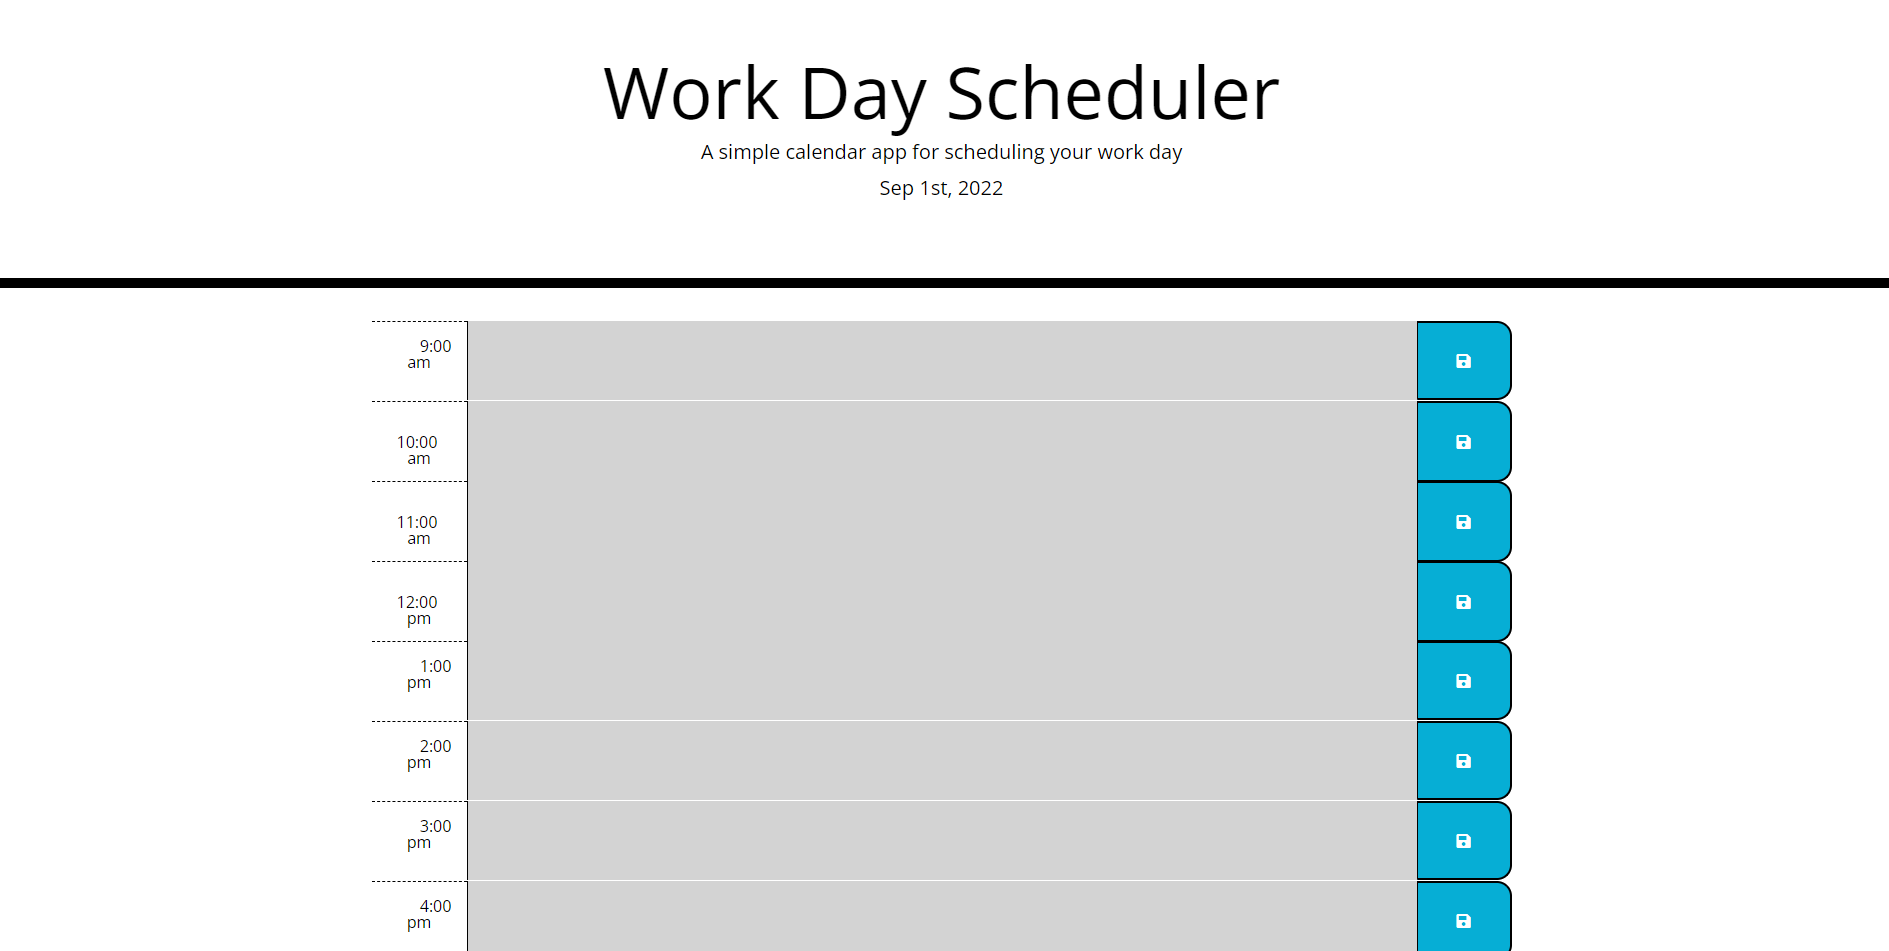 Work Day Scheduler
A simple calendar app for scheduling your work day
Sep 1st, 2022
9:00
am
10:00
am
11:00
am
12:00
pm
1:00
pm
2:00
pm
3:00
pm
4:00
pm